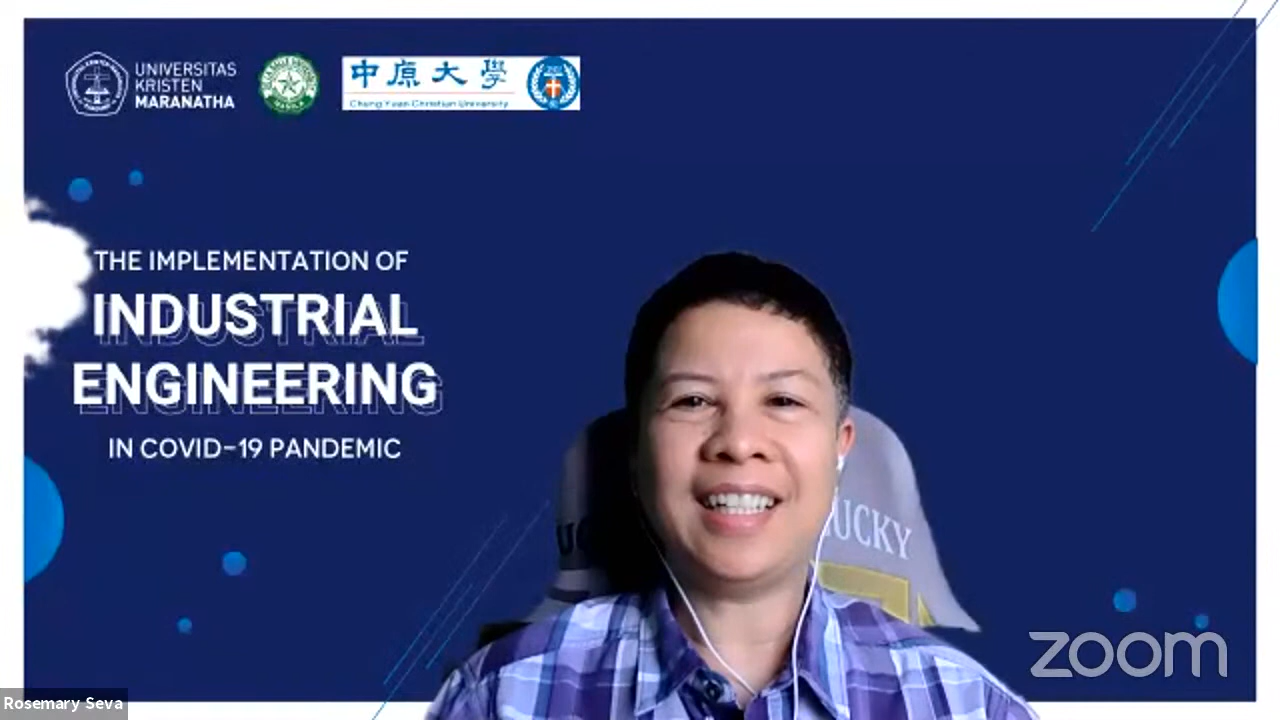 UNIVERSITAS
KRISTEN
MARANATHA
中原大學
Chung Yuan Christian University
THE IMPLEMENTATION OF
INDUSTRIAL
ENGINEERING
IN COVID-19 PANDEMIC
UCKY
zoom
Rosemary Seva